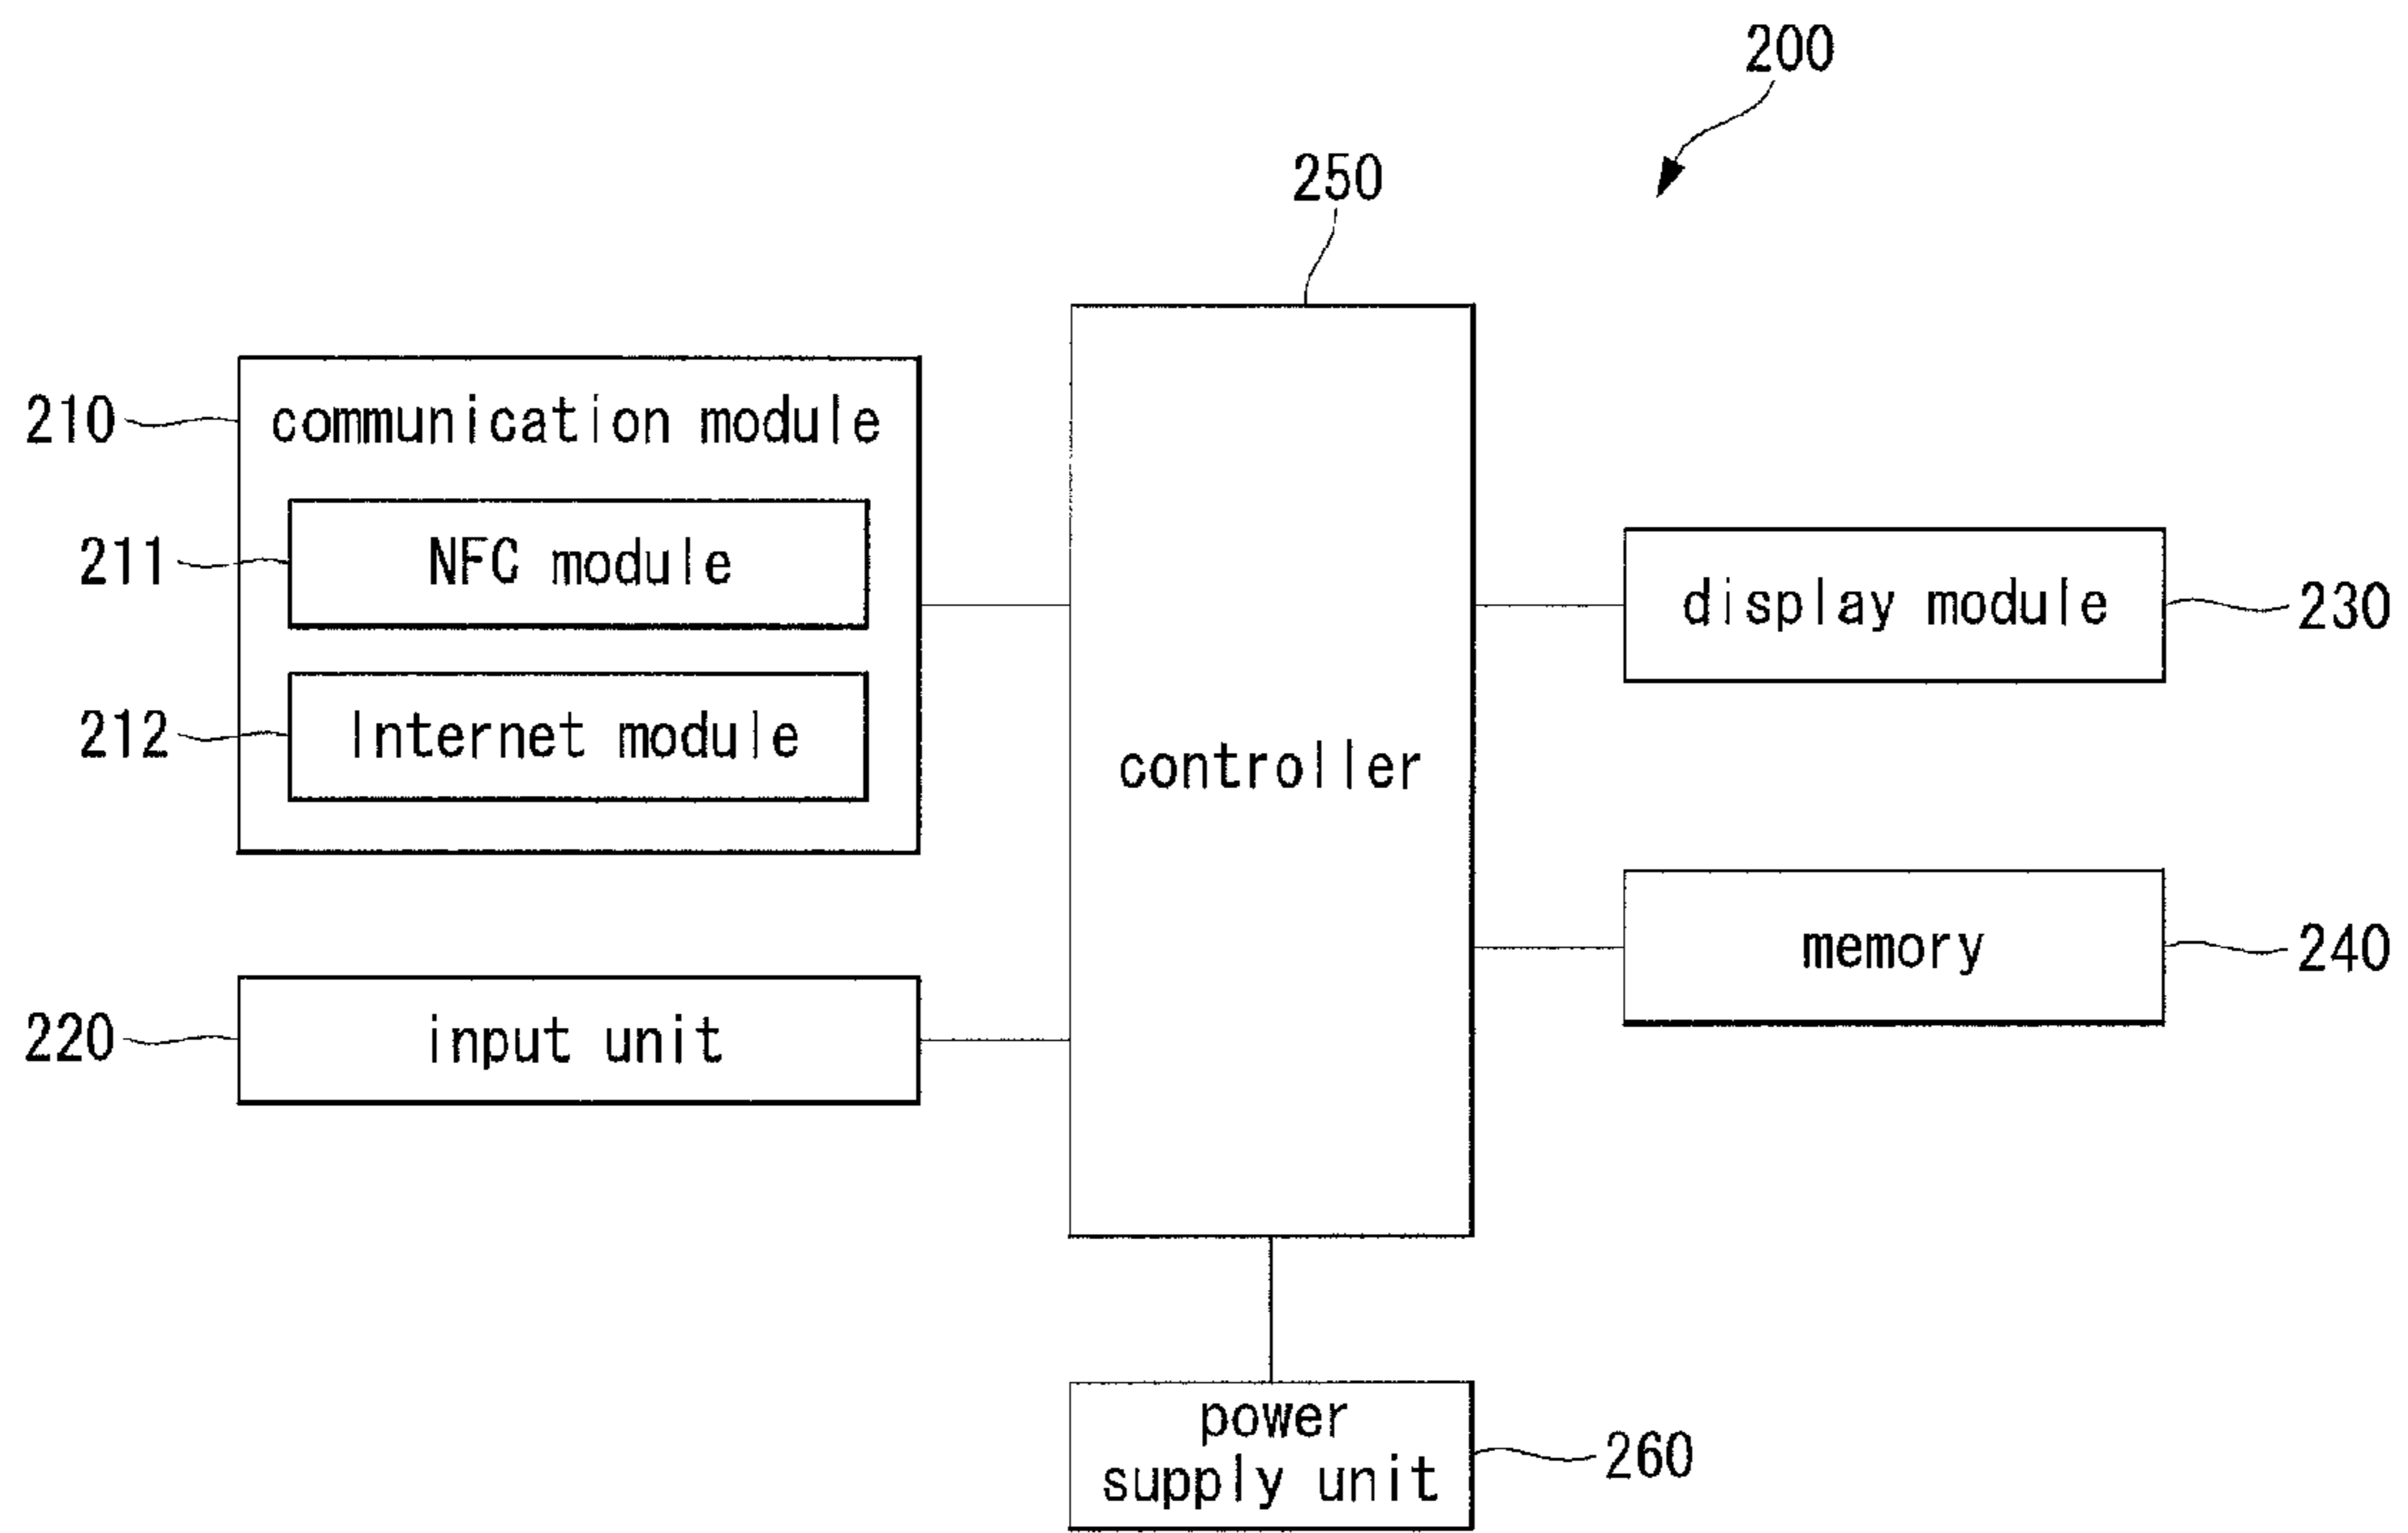 200
250
210
communication module
211
NFC module
212
Internet module
controller
display module
230
memory
240
220
input unit
power
supply unit
260